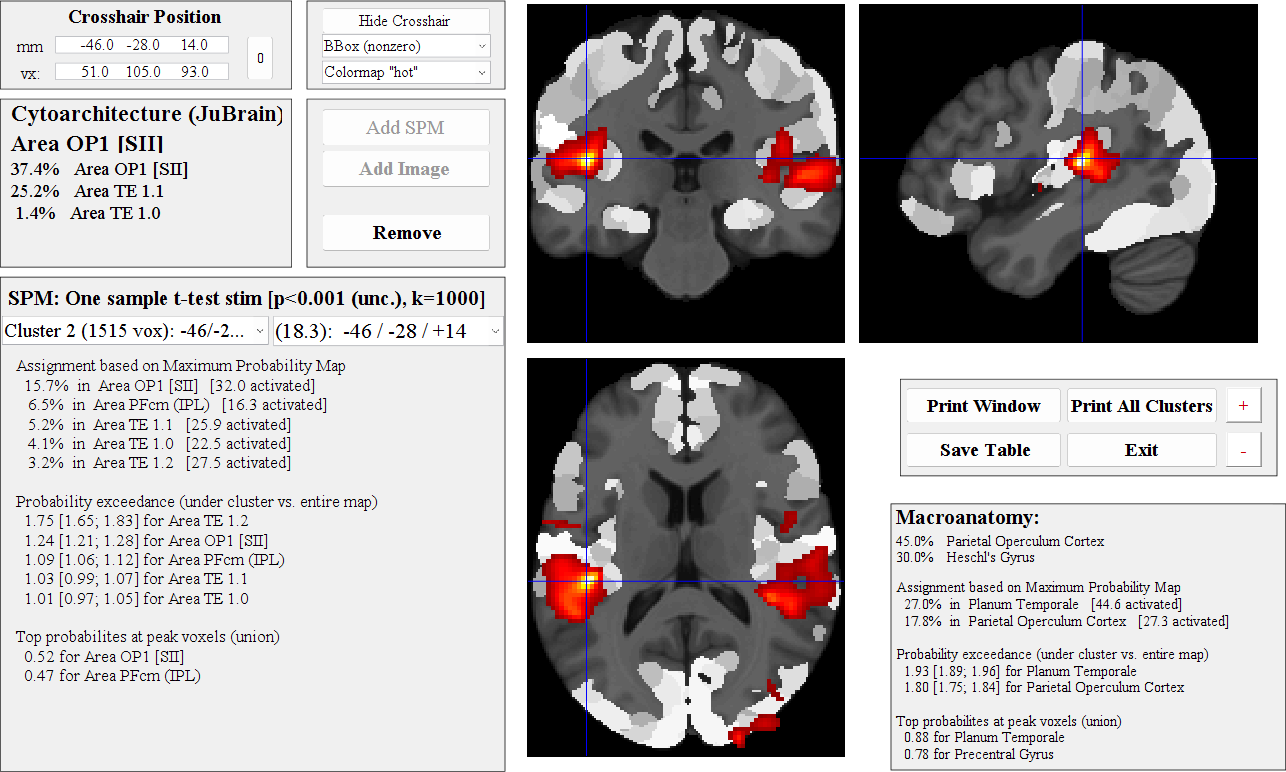 Crosshair Position
mm -46.0 -28.0 14.0
vx: 51.0 105.0 93.0
0
Hide Crosshair
BBox (nonzero)
Colormap "hot"
Cytoarchitecture (JuBrain)
Area OP1 [SII]
37.4% Area OP1 [SII]
25.2% Area TE 1.1
1.4% Area TE 1.0
Add SPM
Add Image
Remove
SPM: One sample t-test stim [p<0.001 (unc.), k=1000]
Cluster 2 (1515 vox): -46/-2... (18.3): -46 / -28 / +14
Assignment based on Maximum Probability Map
15.7% in Area OP1 [SII] [32.0 activated]
6.5% in Area PFcm (IPL) [16.3 activated]
5.2% in Area TE 1.1 [25.9 activated]
4.1% in Area TE 1.0 [22.5 activated]
3.2% in Area TE 1.2 [27.5 activated]
Probability exceedance (under cluster vs. entire map)
1.75 [1.65; 1.83] for Area TE 1.2
1.24 [1.21; 1.28] for Area OP1 [SII]
1.09 [1.06; 1.12] for Area PFcm (IPL)
1.03 [0.99; 1.07] for Area TE 1.1
1.01 [0.97; 1.05] for Area TE 1.0
Top probabilites at peak voxels (union)
0.52 for Area OP1 [SII]
0.47 for Area PFcm (IPL)
Print Window Print All Clusters +
Save Table Exit -
Macroanatomy:
45.0% Parietal Operculum Cortex
30.0% Heschl's Gyrus
Assignment based on Maximum Probability Map
27.0% in Planum Temporale [44.6 activated]
17.8% in Parietal Operculum Cortex [27.3 activated]
Probability exceedance (under cluster vs. entire map)
1.93 [1.89; 1.96] for Planum Temporale
1.80 [1.75; 1.84] for Parietal Operculum Cortex
Top probabilites at peak voxels (union)
0.88 for Planum Temporale
0.78 for Precentral Gyrus